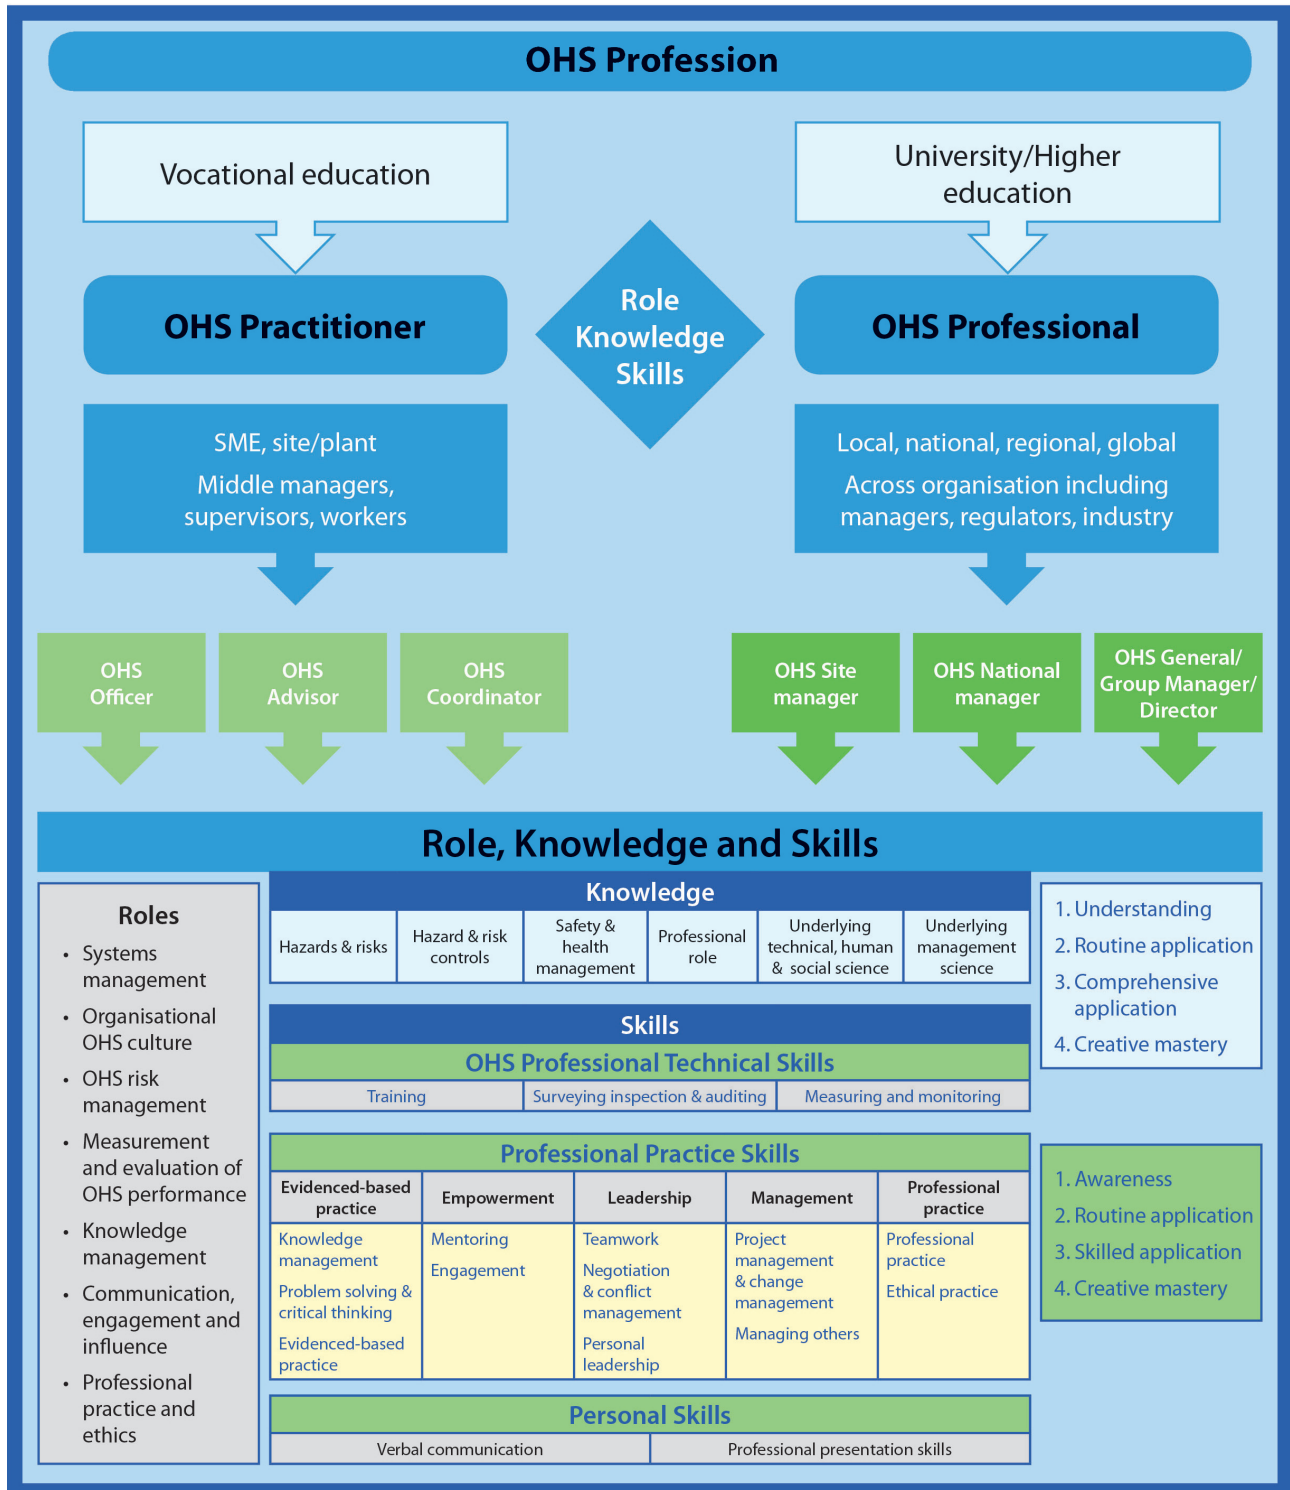 OHS Profession
Vocational education
University/Higher
education
OHS Practitioner
Role
Knowledge
Skills
OHS Professional
SME, site/plant
Middle managers,
supervisors, workers
Local, national, regional, global
Across organisation including
managers, regulators, industry
OHS
Officer
OHS
Advisor
OHS
Coordinator
OHS Site
manager
OHS National
manager
OHS General/
Group Manager/
Director
Role, Knowledge and Skills
Roles
• Systems
management
• Organisational
OHS culture
• OHS risk
management
• Measurement
and evaluation of
OHS performance
• Knowledge
management
• Communication,
engagement and
influence
• Professional
practice and
ethics
Knowledge
Hazards & risks
Hazard & risk
controls
Safety &
health
management
Professional
role
Underlying
technical, human
& social science
Underlying
management
science
Skills
OHS Professional Technical Skills
Training
Surveying inspection & auditing
Measuring and monitoring
Professional Practice Skills
Evidenced-based
practice
Empowerment
Leadership
Management
Professional
practice
Knowledge
management
Problem solving &
critical thinking
Evidenced-based
practice
Mentoring
Engagement
Teamwork
Negotiation
& conflict
management
Personal
leadership
Project
management
& change
management
Managing others
Professional
practice
Ethical practice
Personal Skills
Verbal communication
Professional presentation skills
1. Understanding
2. Routine application
3. Comprehensive
application
4. Creative mastery
1. Awareness
2. Routine application
3. Skilled application
4. Creative mastery